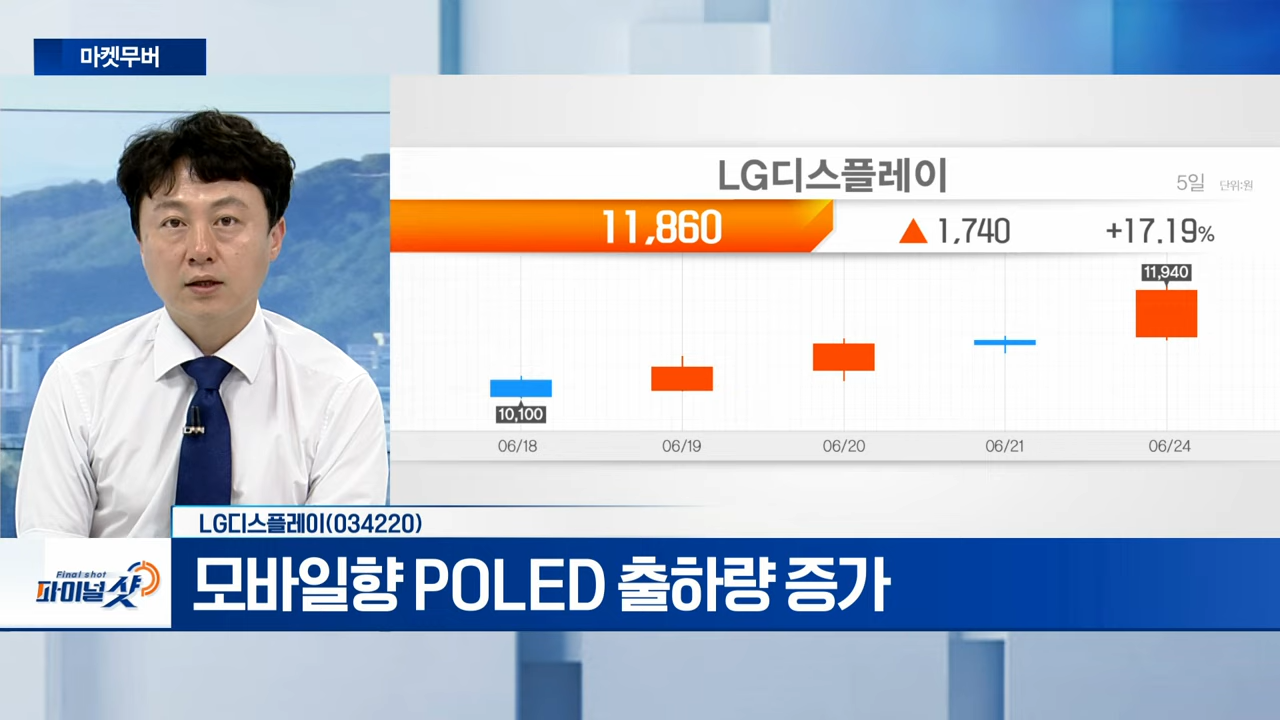 마켓무버
LG디스플레이
5일 단위:원
11,860 ▲ 1,740 +17.19%
11,940
10,100
06/18 06/19 06/20 06/21 06/24
LG디스플레이(034220)
Final shot
파이널샷
모바일향 POLED 출하량 증가